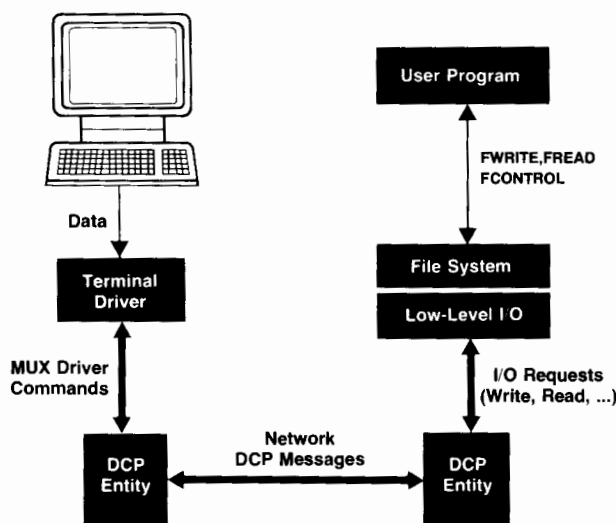 User Program
FWRITE,FREAD
FCONTROL
Data
File System
Terminal
Driver
Low-Level I/O
MUX Driver
Commands
I/O Requests
(Write, Read, ...)
Network
DCP Messages
DCP
Entity
DCP
Entity